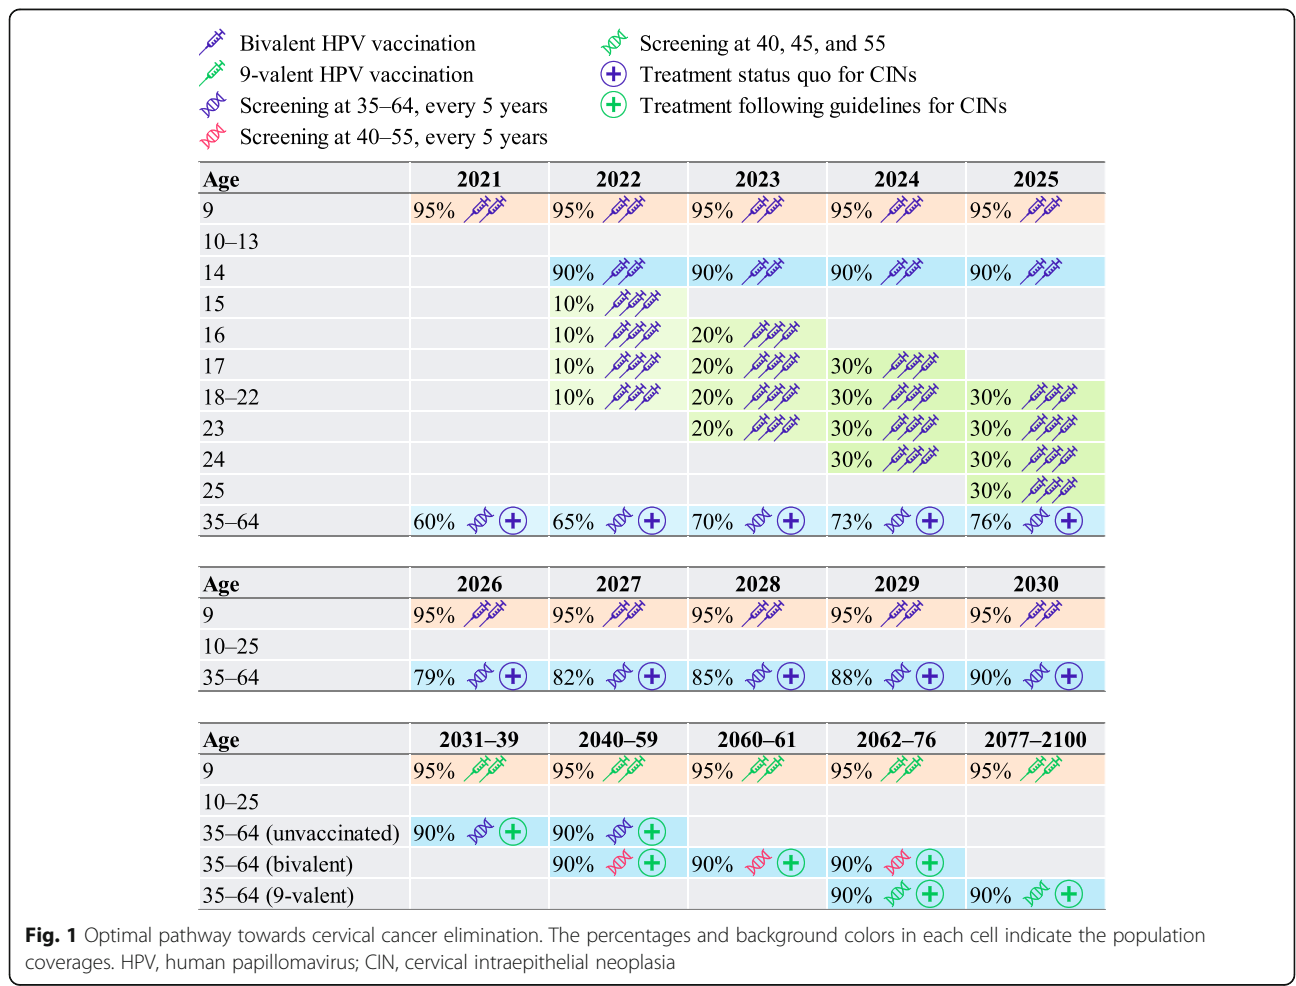 Bivalent HPV vaccination
9-valent HPV vaccination
Screening at 35–64, every 5 years
Screening at 40–55, every 5 years
Screening at 40, 45, and 55
Treatment status quo for CINs
Treatment following guidelines for CINs
Age 2021 2022 2023 2024 2025
9 95% 95% 95% 95% 95%
10–13
14 90% 90% 90% 90%
15 10%
16 10% 20%
17 10% 20% 30%
18–22 10% 20% 30% 30%
23 20% 30% 30%
24 30% 30%
25 30%
35–64 60% 65% 70% 73% 76%
Age 2026 2027 2028 2029 2030
9 95% 95% 95% 95% 95%
10–25
35–64 79% 82% 85% 88% 90%
Age 2031–39 2040–59 2060–61 2062–76 2077–2100
9 95% 95% 95% 95% 95%
10–25
35–64 (unvaccinated) 90% 90%
35–64 (bivalent) 90% 90% 90%
35–64 (9-valent) 90% 90%
Fig. 1 Optimal pathway towards cervical cancer elimination. The percentages and background colors in each cell indicate the population
coverages. HPV, human papillomavirus; CIN, cervical intraepithelial neoplasia